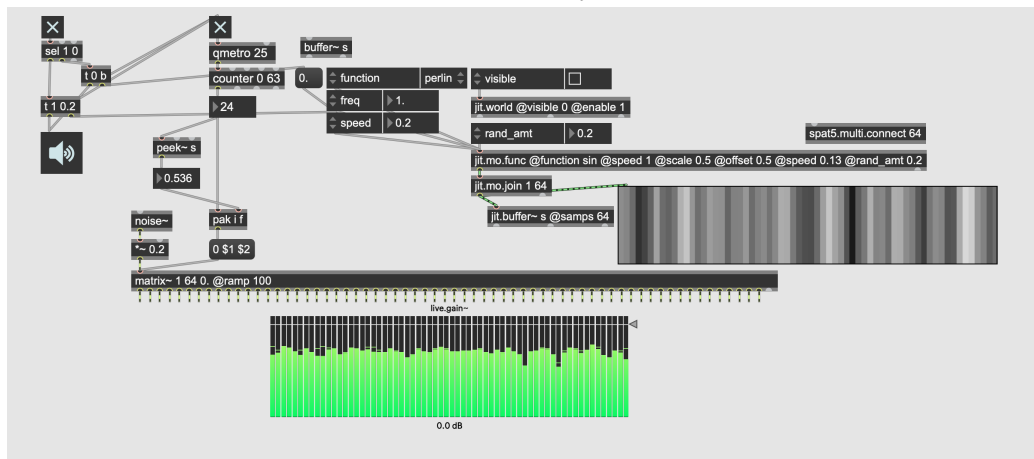 sel 1 0
t 0 b
t 1 0.2
qmetro 25
counter 0 63
24
buffer~ s
0.
function
perlin
freq
1.
speed
0.2
visible
jit.world @visible 0 @enable 1
rand_amt
0.2
spat5.multi.connect 64
jit.mo.func @function sin @speed 1 @scale 0.5 @offset 0.5 @speed 0.13 @rand_amt 0.2
jit.mo.join 1 64
jit.buffer~ s @samps 64
peek~ s
0.536
noise~
pak i f
*~ 0.2
0 $1 $2
matrix~ 1 64 0. @ramp 100
live.gain~
0.0 dB